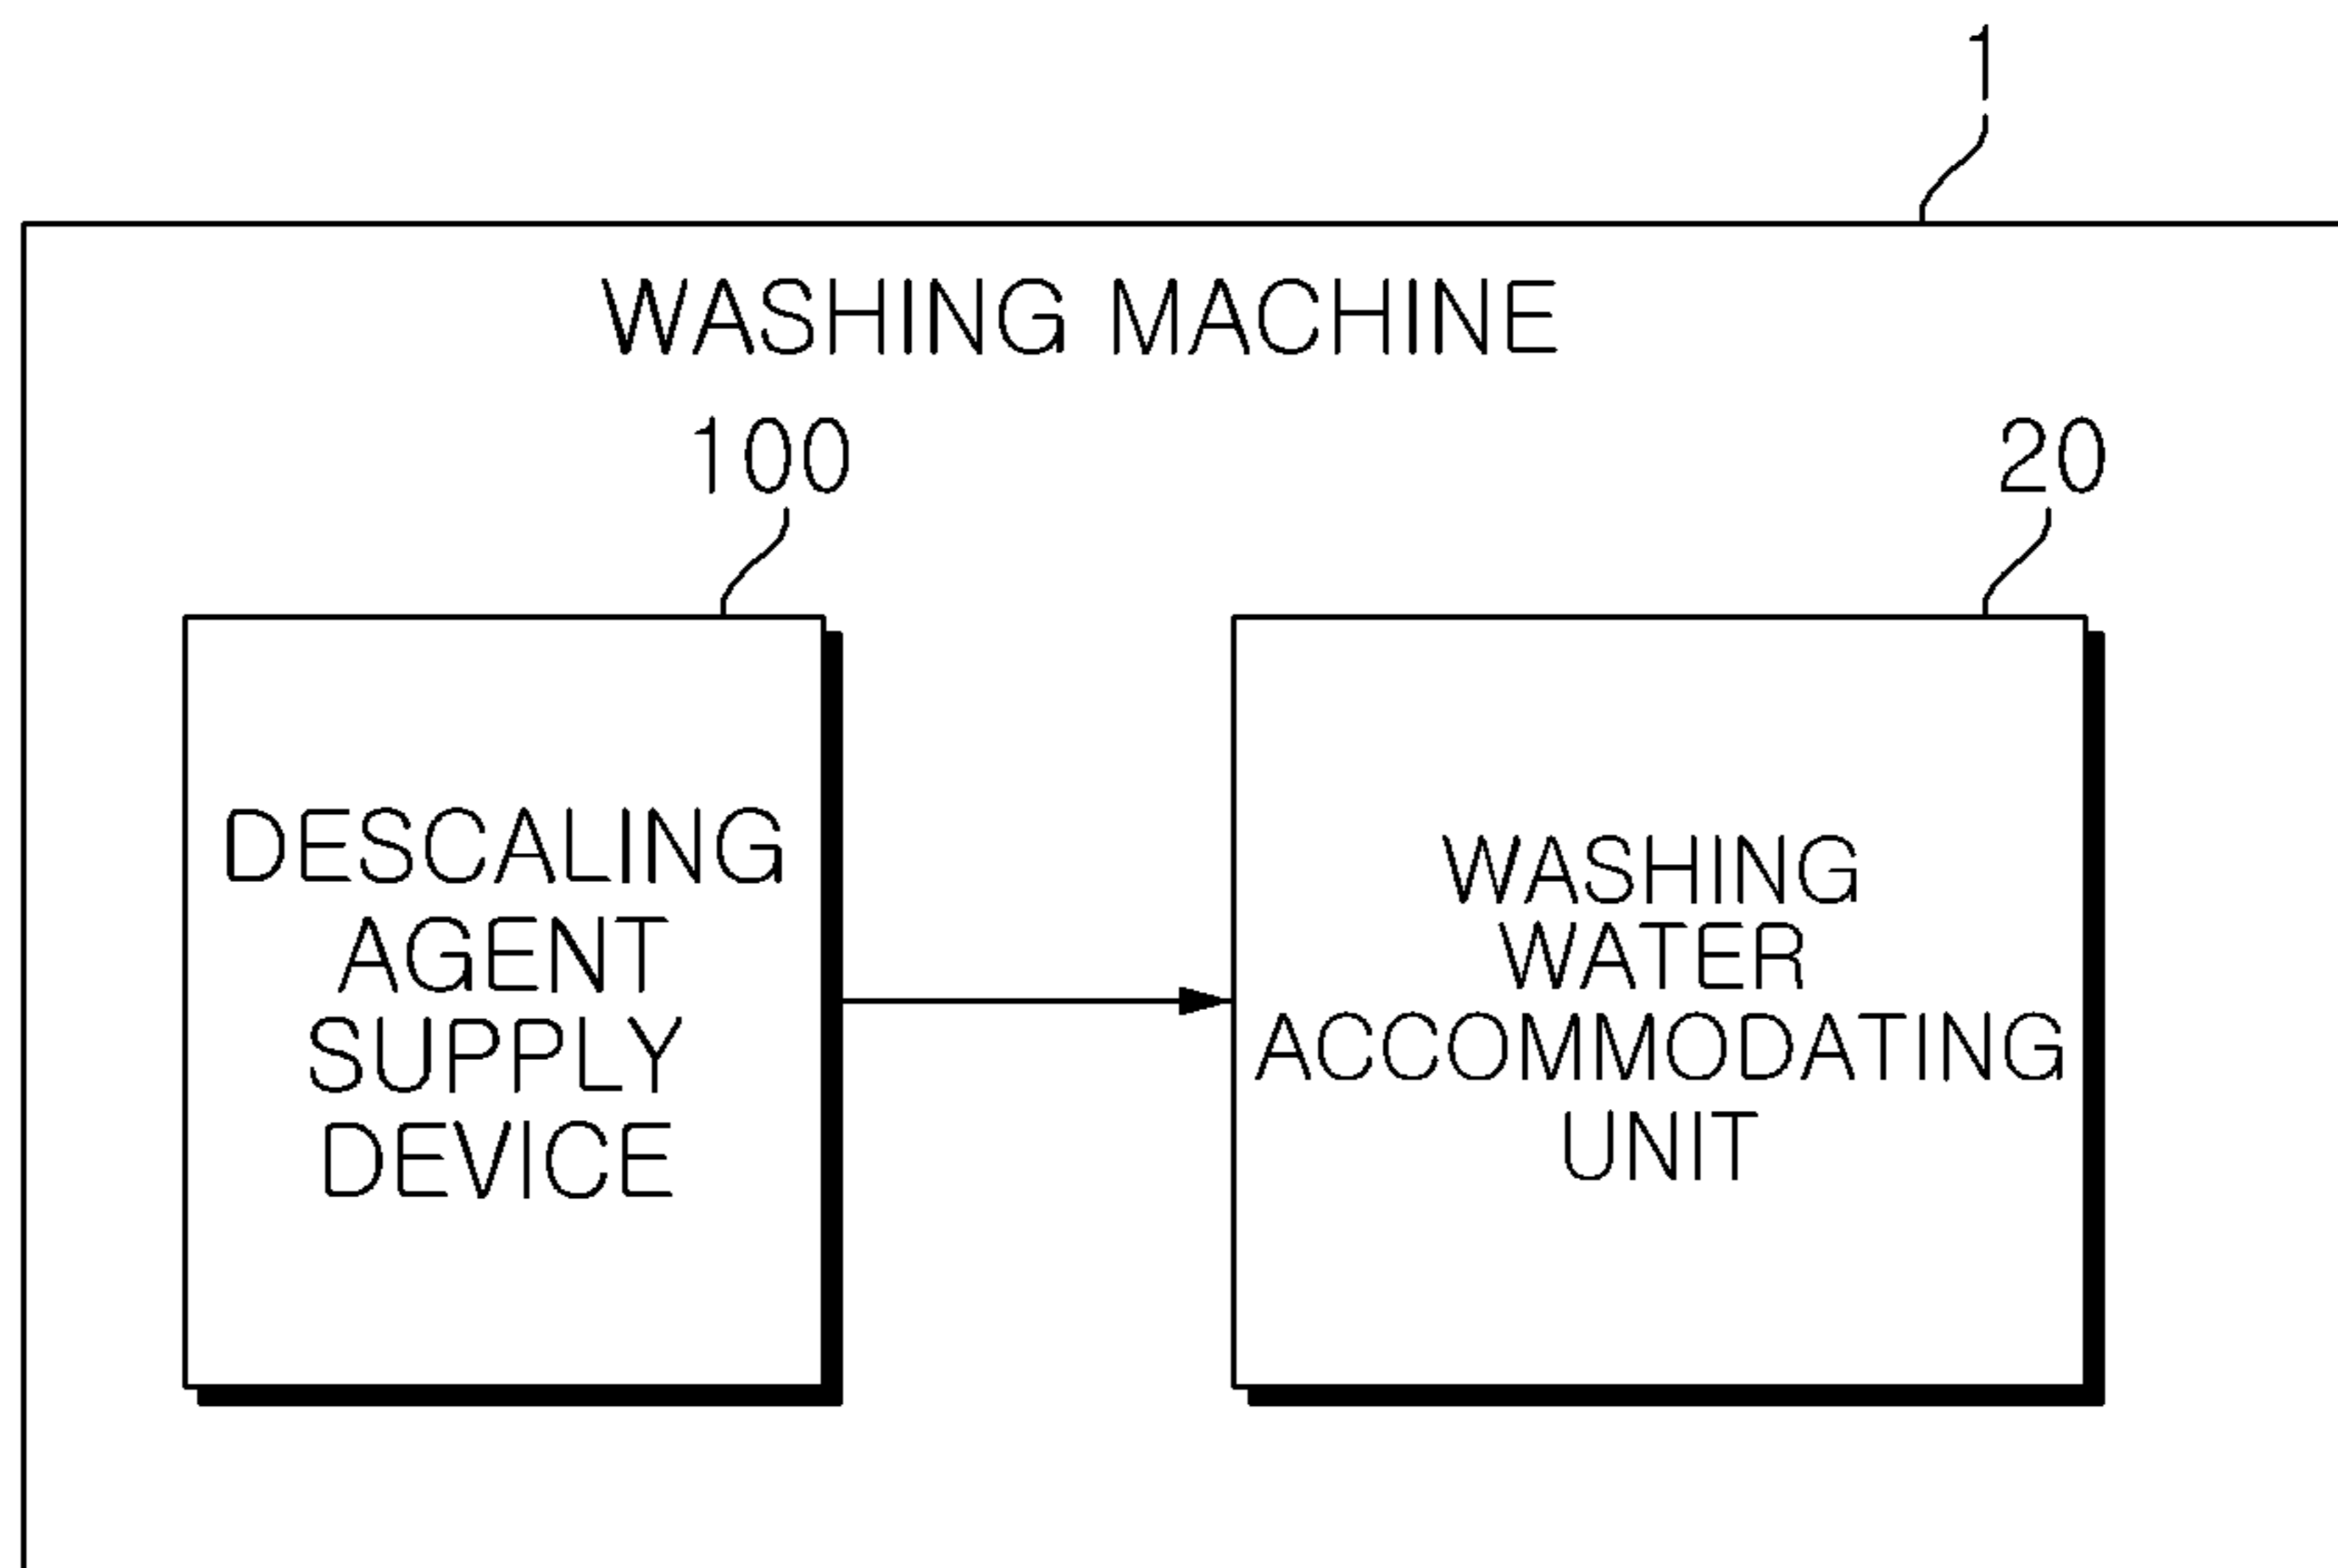 1
WASHING MACHINE
100
20
DESCALING
AGENT
SUPPLY
DEVICE
WASHING
WATER
ACCOMMODATING
UNIT